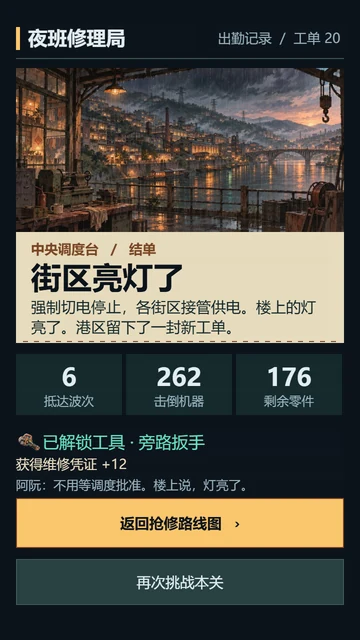 夜班修理局
出勤记录 / 工单 20
中央调度台 / 结单
街区亮灯了
强制切电停止，各街区接管供电。楼上的灯
亮了。港区留下了一封新工单。
6
抵达波次
262
击倒机器
176
剩余零件
已解锁工具 · 旁路扳手
获得维修凭证 +12
阿阮：不用等调度批准。楼上说，灯亮了。
返回抢修路线图 ›
再次挑战本关